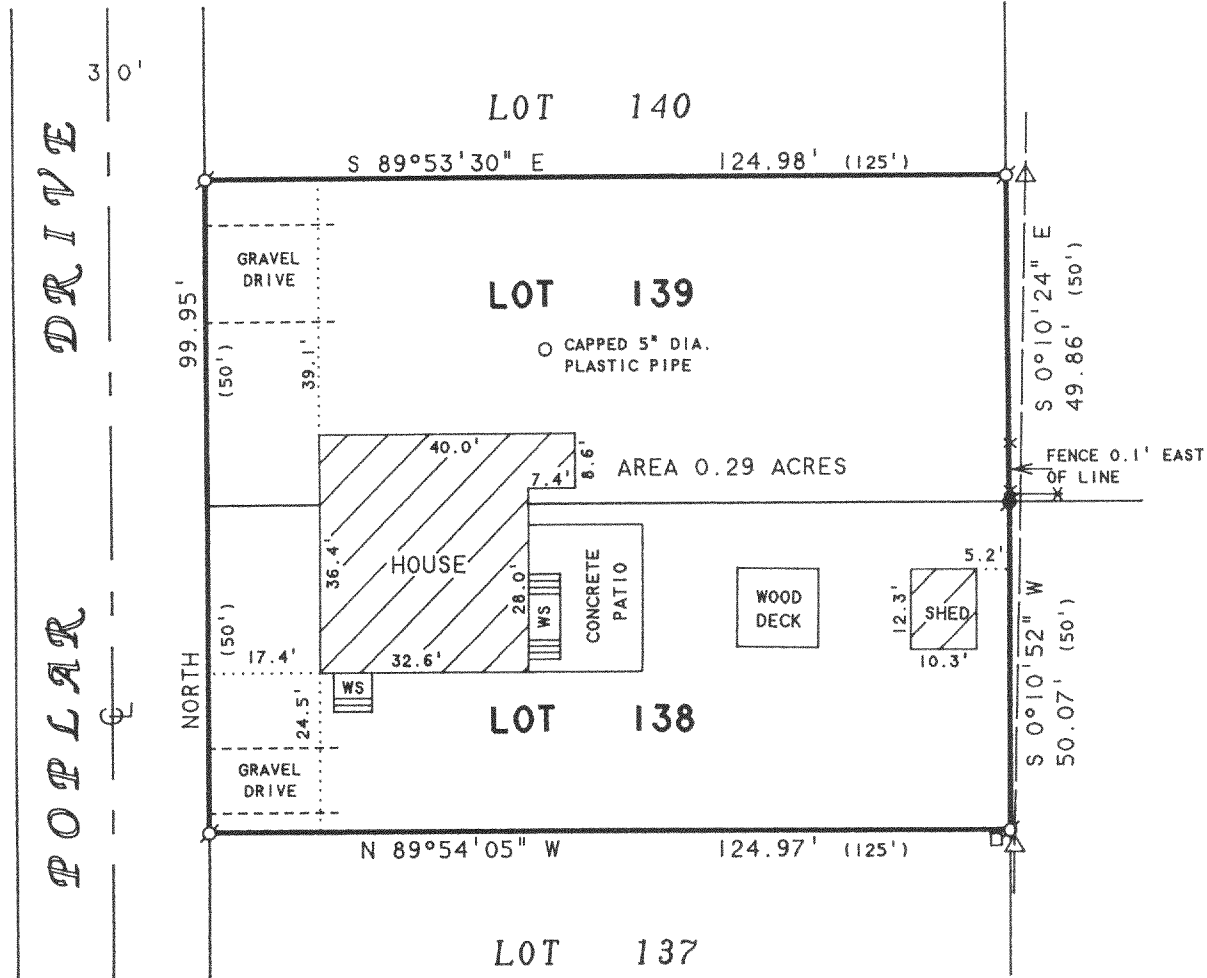 30'
LOT 140
S 89°53'30" E 124.98' (125')
POPLAR DRIVE
GRAVEL
DRIVE
LOT 139
CAPPED 5" DIA.
PLASTIC PIPE
99.95'
(50')
39.1'
S 0°10'24" E
49.86' (50')
40.0'
8.6'
7.4'
AREA 0.29 ACRES
FENCE 0.1' EAST
OF LINE
HOUSE
36.4'
28.0'
WS
CONCRETE
PATIO
WOOD
DECK
5.2'
12.3'
SHED
10.3'
S 0°10'52" W
50.07' (50')
(50')
17.4'
32.6'
WS
NORTH
24.5'
LOT 138
GRAVEL
DRIVE
CL
N 89°54'05" W 124.97' (125')
LOT 137